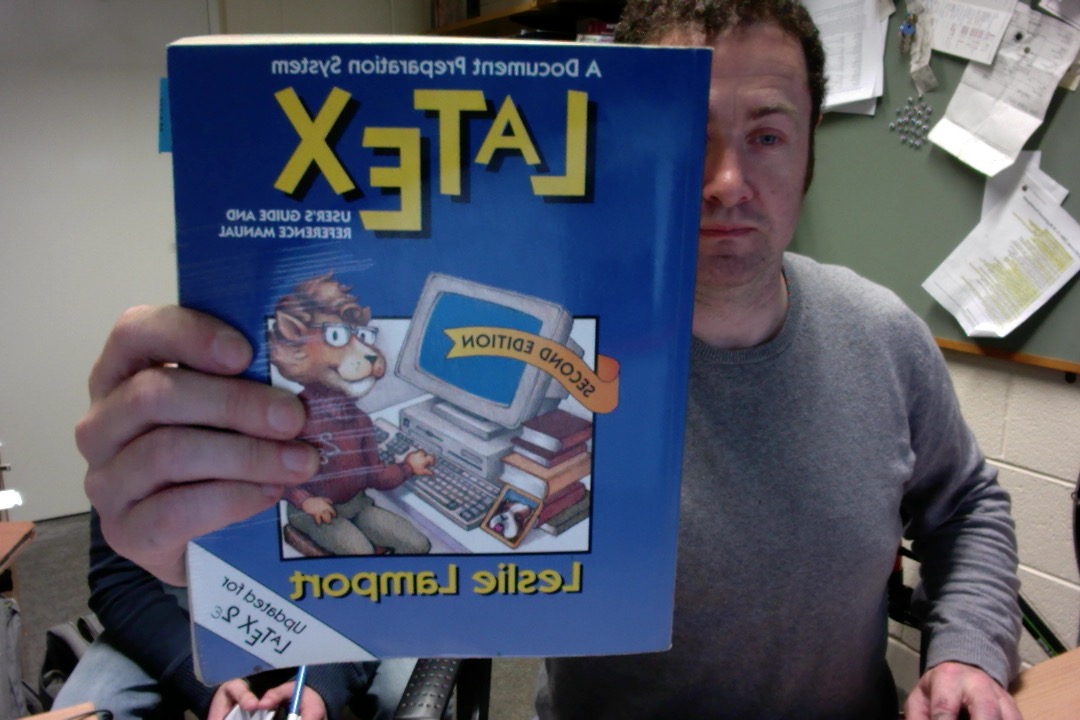 A Document Preparation System
LATEX
USER'S GUIDE AND
REFERENCE MANUAL
SECOND EDITION
Leslie Lamport
Updated for
LATEX 2ε